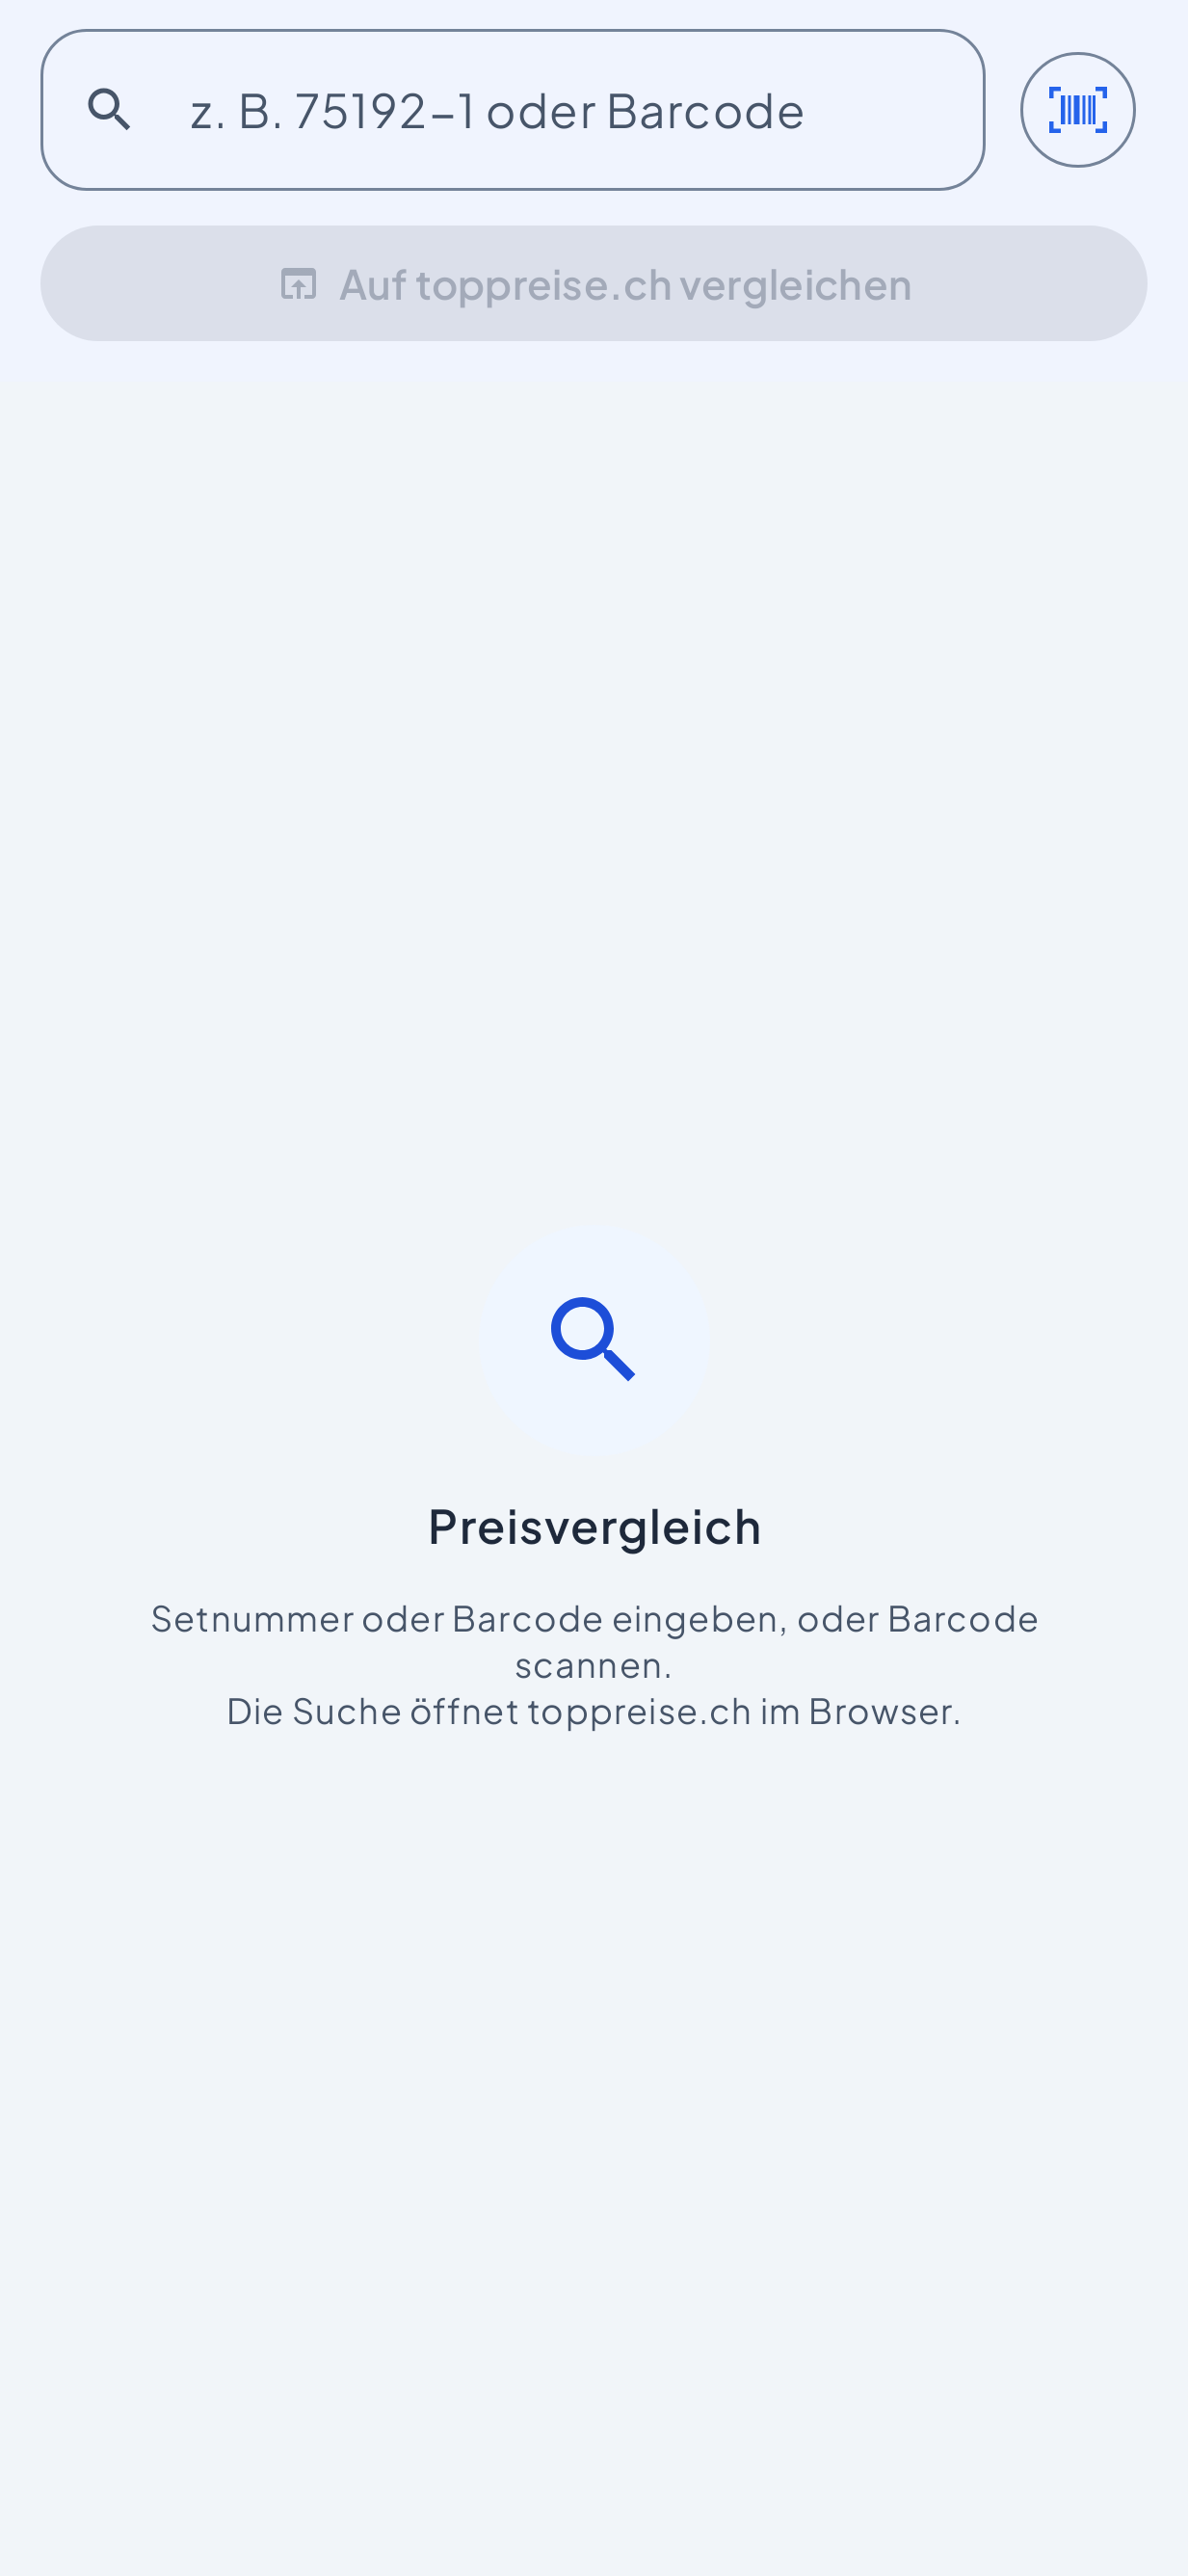 z. B. 75192–1 oder Barcode
Auf toppreise.ch vergleichen
Preisvergleich
Setnummer oder Barcode eingeben, oder Barcode
scannen.
Die Suche öffnet toppreise.ch im Browser.